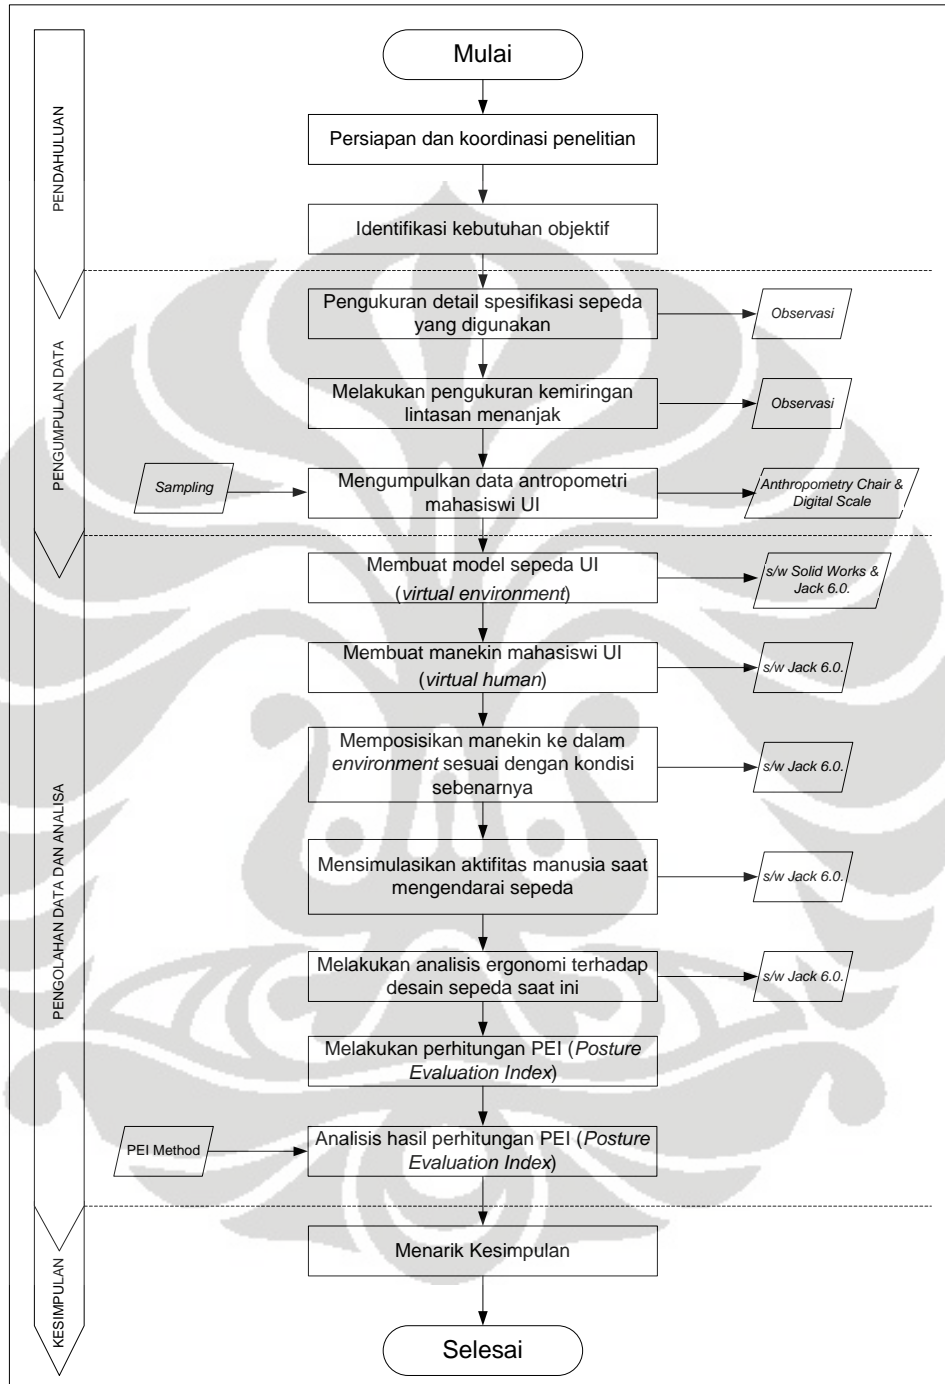 Mulai
PENDAHULUAN
Persiapan dan koordinasi penelitian
Identifikasi kebutuhan objektif
PENGUMPULAN DATA
Pengukuran detail spesifikasi sepeda
yang digunakan
Observasi
Melakukan pengukuran kemiringan
lintasan menanjak
Observasi
Sampling
Mengumpulkan data antropometri
mahasiswi UI
Anthropometry Chair &
Digital Scale
PENGOLAHAN DATA DAN ANALISA
Membuat model sepeda UI
(virtual environment)
s/w Solid Works &
Jack 6.0.
Membuat manekin mahasiswi UI
(virtual human)
s/w Jack 6.0.
Memposisikan manekin ke dalam
environment sesuai dengan kondisi
sebenarnya
s/w Jack 6.0.
Mensimulasikan aktifitas manusia saat
mengendarai sepeda
s/w Jack 6.0.
Melakukan analisis ergonomi terhadap
desain sepeda saat ini
s/w Jack 6.0.
Melakukan perhitungan PEI (Posture
Evaluation Index)
PEI Method
Analisis hasil perhitungan PEI (Posture
Evaluation Index)
KESIMPULAN
Menarik Kesimpulan
Selesai